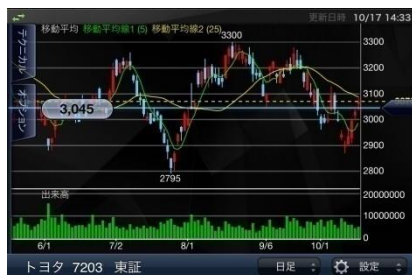 更新日時 10/17 14:33
移動平均 移動平均線1 (5) 移動平均線2 (25)
テクニカル
オプション
3300
3300
3200
3100
3,045
3000
2900
2800
2795
出来高
20000000
10000000
0
6/1 7/2 8/1 9/6 10/1
トヨタ 7203 東証 日足 設定